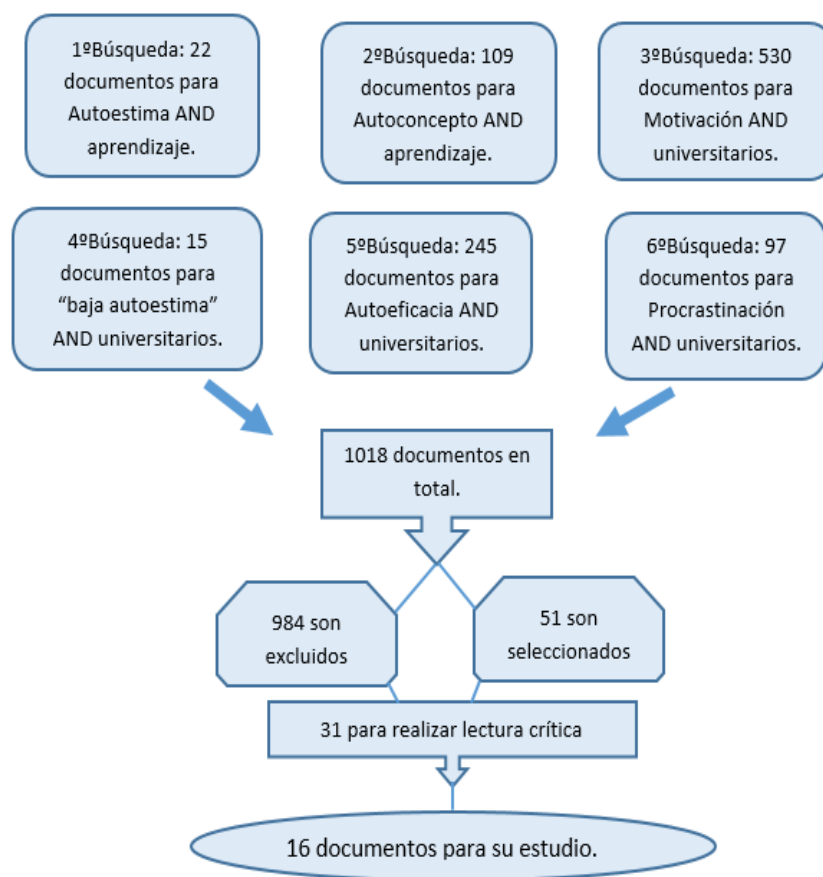 1ºBúsqueda: 22
documentos para
Autoestima AND
aprendizaje.
2ºBúsqueda: 109
documentos para
Autoconcepto AND
aprendizaje.
3ºBúsqueda: 530
documentos para
Motivación AND
universitarios.
4ºBúsqueda: 15
documentos para
“baja autoestima”
AND universitarios.
5ºBúsqueda: 245
documentos para
Autoeficacia AND
universitarios.
6ºBúsqueda: 97
documentos para
Procrastinación
AND universitarios.
1018 documentos en
total.
984 son
excluidos
51 son
seleccionados
31 para realizar lectura crítica
16 documentos para su estudio.